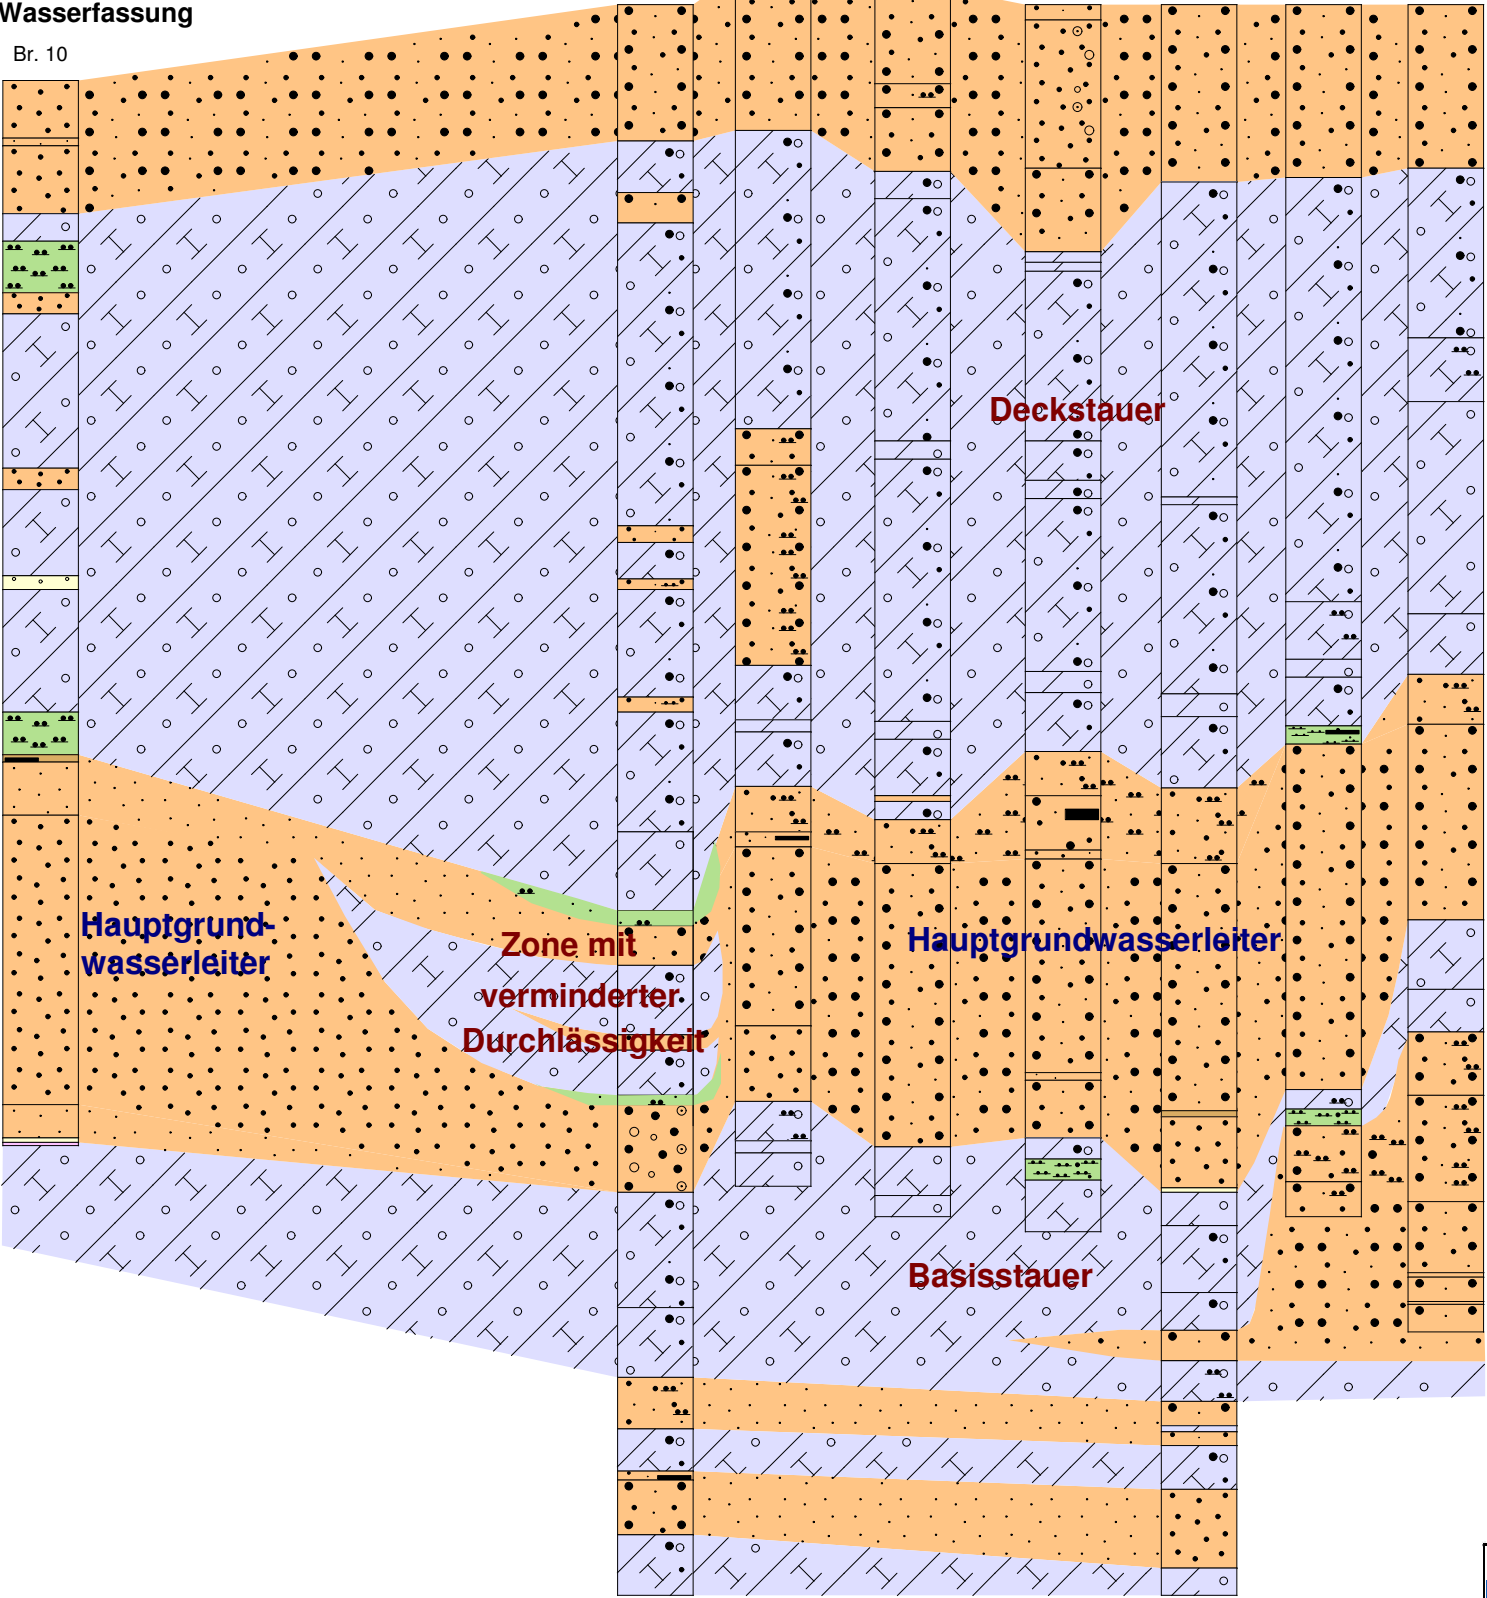 Wasserfassung
Br. 10
Deckstauer
Hauptgrund-
wasserleiter
Zone mit
verminderter
Durchlässigkeit
Hauptgrundwasserleiter
Basisstauer